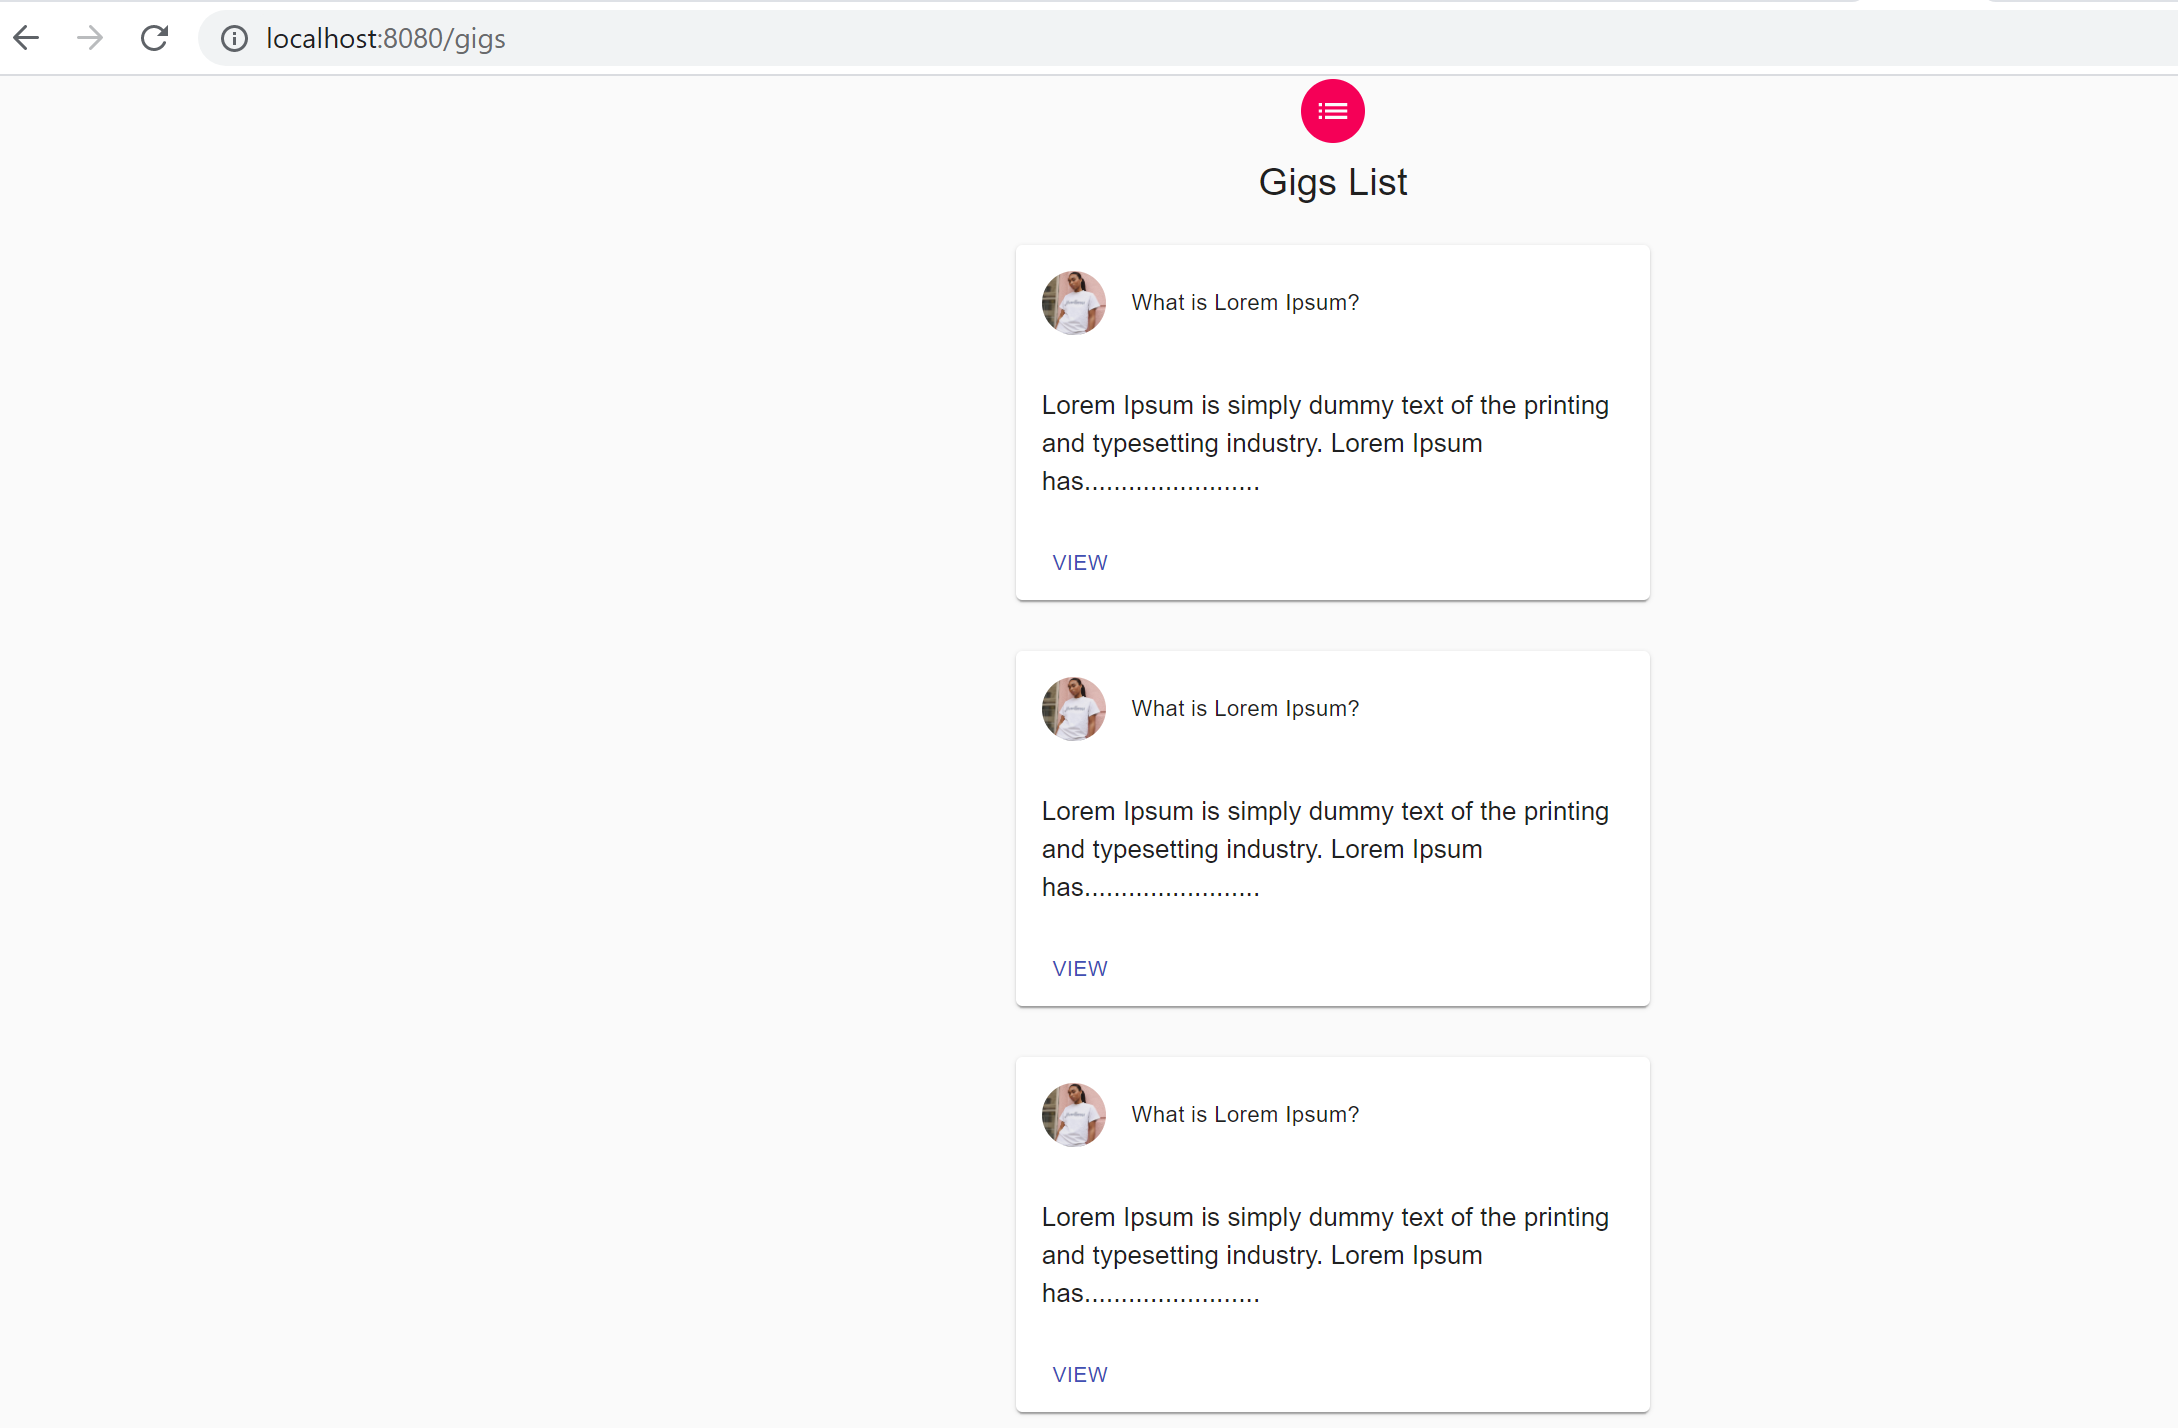 localhost:8080/gigs
Gigs List
What is Lorem Ipsum?
Lorem Ipsum is simply dummy text of the printing
and typesetting industry. Lorem Ipsum
has........................
VIEW
What is Lorem Ipsum?
Lorem Ipsum is simply dummy text of the printing
and typesetting industry. Lorem Ipsum
has........................
VIEW
What is Lorem Ipsum?
Lorem Ipsum is simply dummy text of the printing
and typesetting industry. Lorem Ipsum
has........................
VIEW